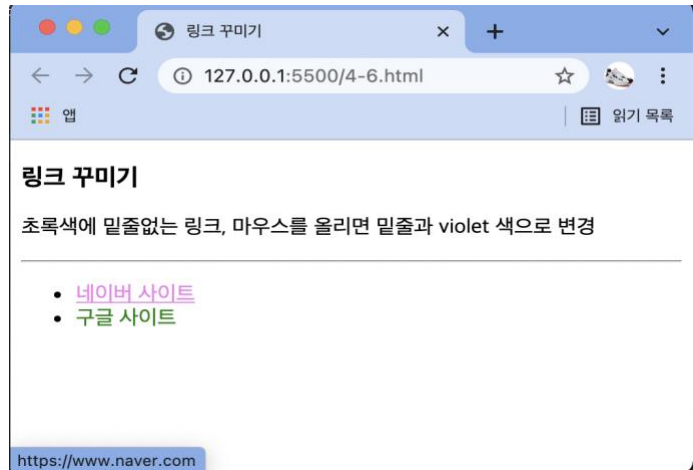 링크 꾸미기
127.0.0.1:5500/4-6.html
앱
읽기 목록
링크 꾸미기
초록색에 밑줄없는 링크, 마우스를 올리면 밑줄과 violet 색으로 변경
네이버 사이트
구글 사이트
https://www.naver.com